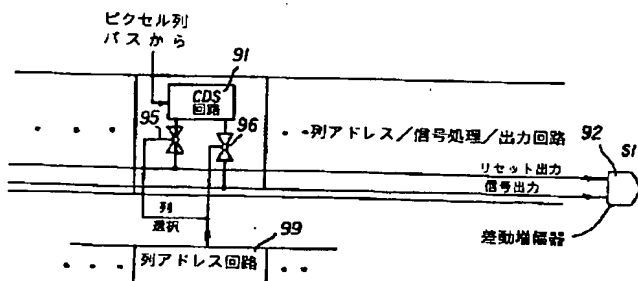 ピクセル列
バスから
91
CDS
回路
95
96
・・・
・・列アドレス/信号処理/出力回路
92
S1
リセット出力
信号出力
列
選択
差動増幅器
99
・・・
列アドレス回路
・・